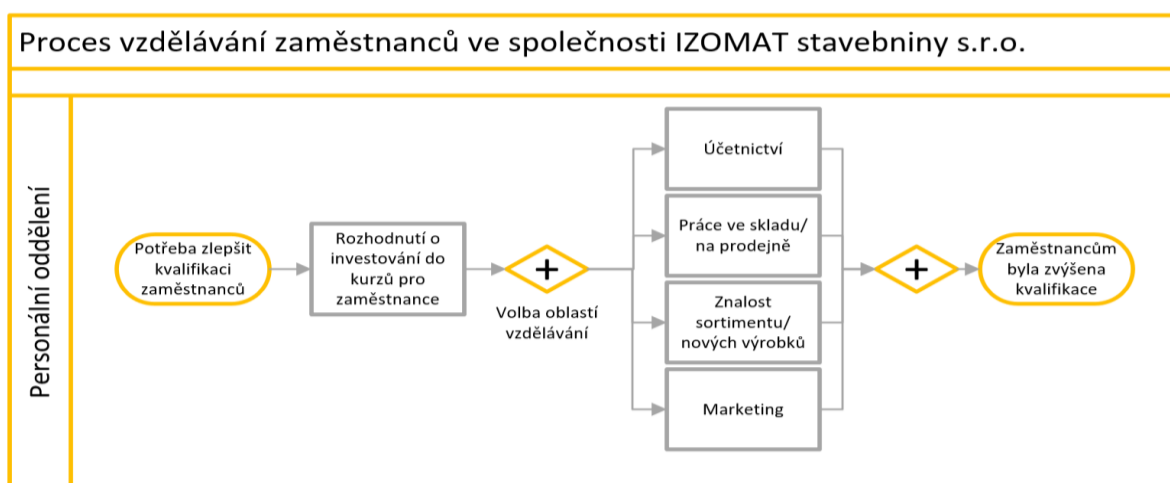 Proces vzdělávání zaměstnanců ve společnosti IZOMAT stavebniny s.r.o.
Personální oddělení
Potřeba zlepšit
kvalifikaci
zaměstnanců
Rozhodnutí o
investování do
kurzů pro
zaměstnance
Volba oblastí
vzdělávání
Účetnictví
Práce ve skladu/
na prodejně
Znalost
sortimentu/
nových výrobků
Marketing
Zaměstnancům
byla zvýšena
kvalifikace